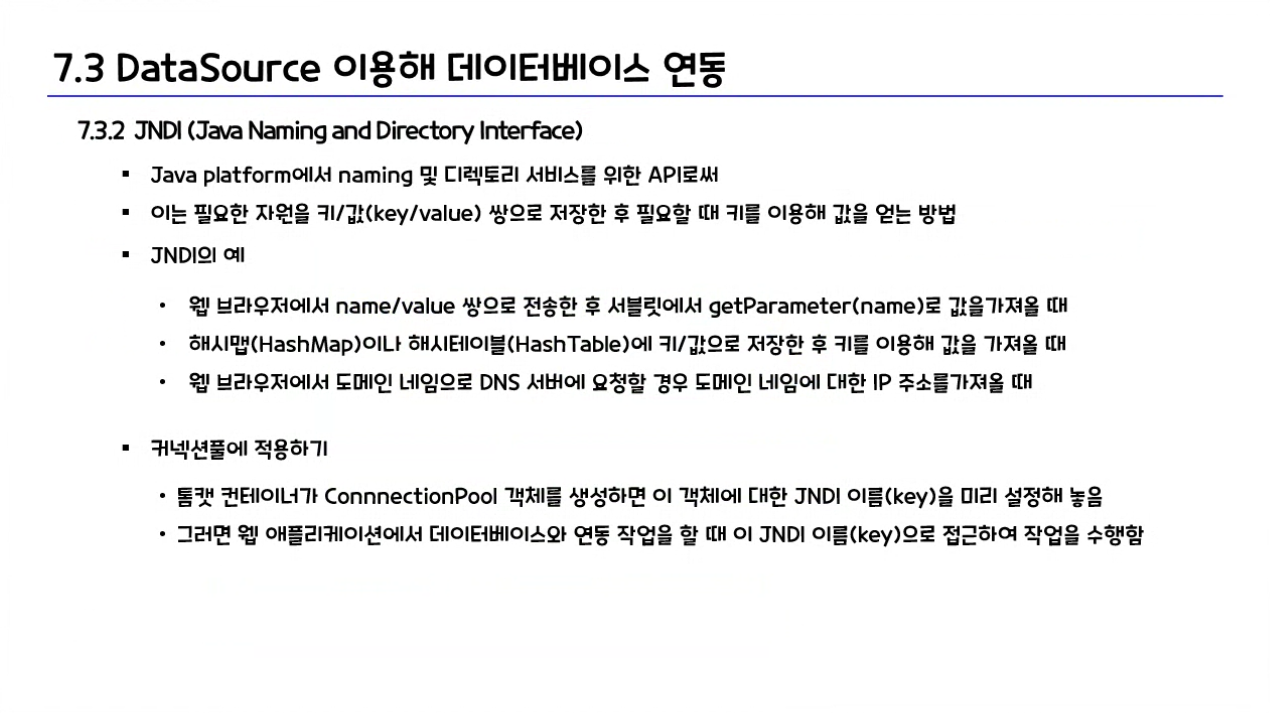 7.3 DataSource 이용해 데이터베이스 연동
7.3.2 JNDI (Java Naming and Directory Interface)
▪ Java platform에서 naming 및 디렉토리 서비스를 위한 API로써
▪ 이는 필요한 자원을 키/값(key/value) 쌍으로 저장한 후 필요할 때 키를 이용해 값을 얻는 방법
▪ JNDI의 예
• 웹 브라우저에서 name/value 쌍으로 전송한 후 서블릿에서 getParameter(name)로 값을가져올 때
• 해시맵(HashMap)이나 해시테이블(HashTable)에 키/값으로 저장한 후 키를 이용해 값을 가져올 때
• 웹 브라우저에서 도메인 네임으로 DNS 서버에 요청할 경우 도메인 네임에 대한 IP 주소를가져올 때
▪ 커넥션풀에 적용하기
• 톰캣 컨테이너가 ConnnectionPool 객체를 생성하면 이 객체에 대한 JNDI 이름(key)을 미리 설정해 놓음
• 그러면 웹 애플리케이션에서 데이터베이스와 연동 작업을 할 때 이 JNDI 이름(key)으로 접근하여 작업을 수행함